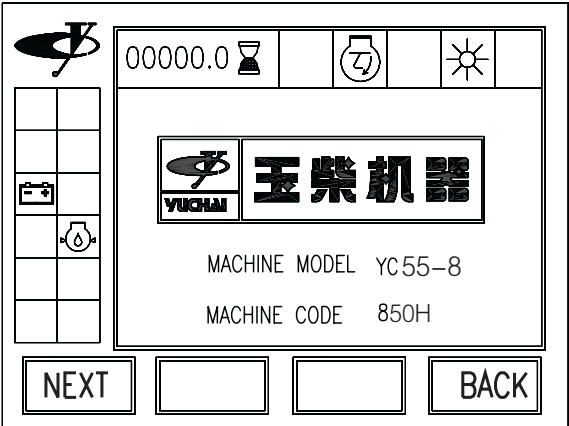 00000.0
YUCHAI 玉柴机器
MACHINE MODEL YC55-8
MACHINE CODE 850H
NEXT BACK